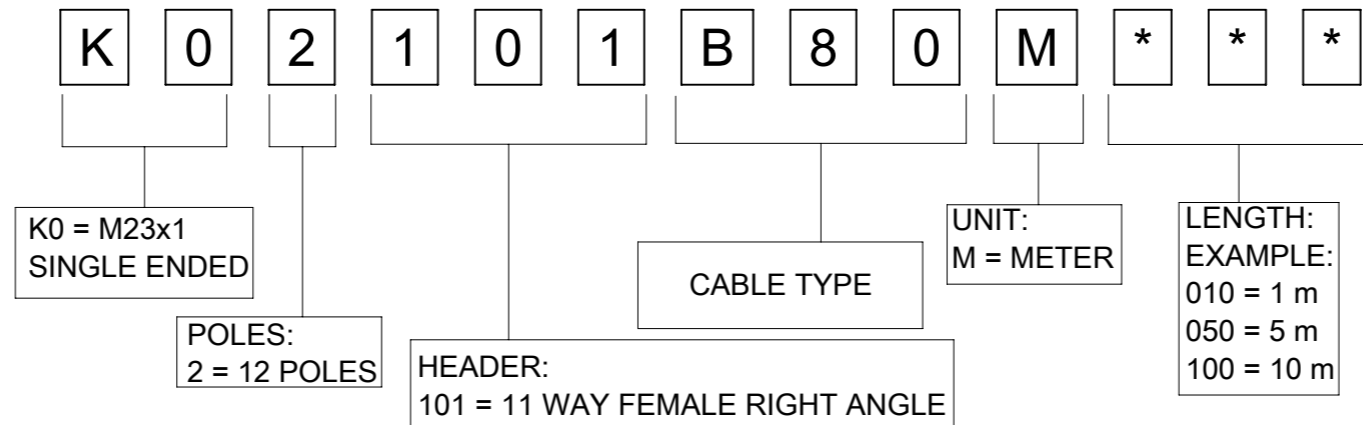 K 0 2 1 0 1 B 8 0 M * * *
K0 = M23x1
SINGLE ENDED
POLES:
2 = 12 POLES
HEADER:
101 = 11 WAY FEMALE RIGHT ANGLE
CABLE TYPE
UNIT:
M = METER
LENGTH:
EXAMPLE:
010 = 1 m
050 = 5 m
100 = 10 m